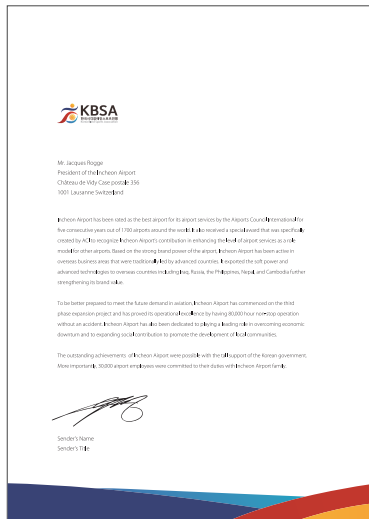 KBSA
Mr. Jacques Rogge
President of the Incheon Airport
Château de Vidy Case postale 356
1001 Lausanne Switzerland
Incheon Airport has been rated as the best airport for its airport services by the Airports Council International for
five consecutive years out of 1700 airports around the world. It also received a special award that was specifically
created by ACI to recognize Incheon Airport's contribution in enhancing the level of airport services as a role
model for other airports. Based on the strong brand power of the airport, Incheon Airport has been active in
overseas business areas that were traditionally led by advanced countries. It exported the soft power and
advanced technologies to overseas countries including Iraq, Russia, the Philippines, Nepal, and Cambodia further
strengthening its brand value.
To be better prepared to meet the future demand in aviation, Incheon Airport has commenced on the third
phase expansion project and has proved its operational excellence by having 80,000 hour non-stop operation
without an accident. Incheon Airport has also been dedicated to playing a leading role in overcoming economic
downturn and to expanding social contribution to promote the development of local communities.
The outstanding achievements of Incheon Airport were possible with the tall support of the Korean government.
More importantly, 30,000 airport employees were committed to their duties with Incheon Airport family.
Sender's Name
Sender's Title